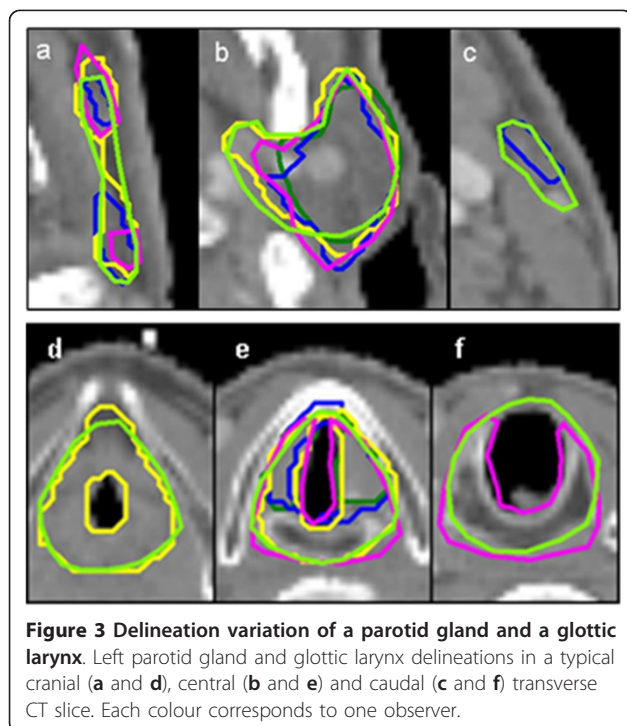 a b c
d e f
Figure 3 Delineation variation of a parotid gland and a glottic
larynx. Left parotid gland and glottic larynx delineations in a typical
cranial (a and d), central (b and e) and caudal (c and f) transverse
CT slice. Each colour corresponds to one observer.